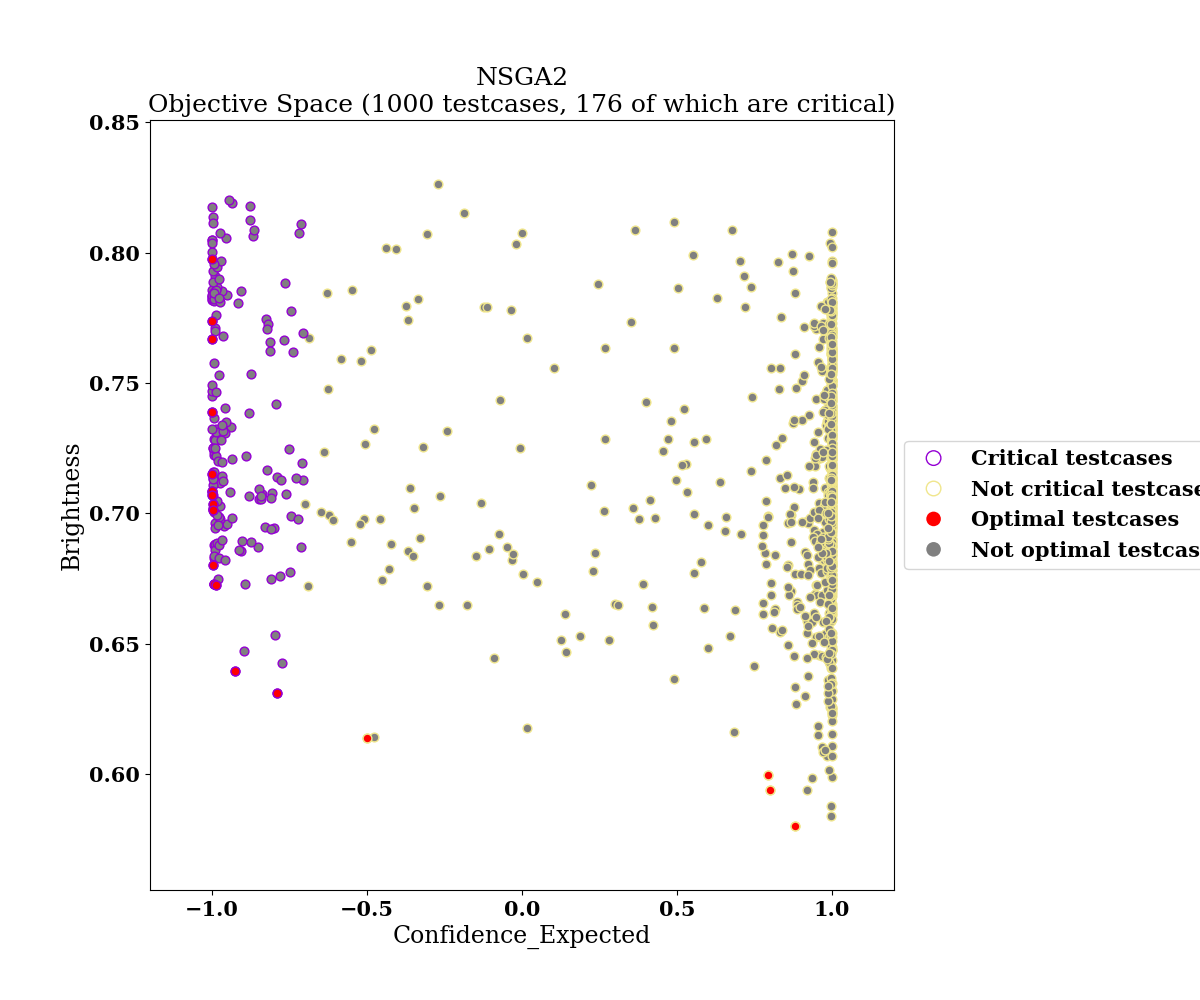 NSGA2
Objective Space (1000 testcases, 176 of which are critical)
0.85
0.80
0.75
0.70
0.65
0.60
Brightness
−1.0
−0.5
0.0
0.5
1.0
Confidence_Expected
Critical testcases
Not critical testcase
Optimal testcases
Not optimal testcas